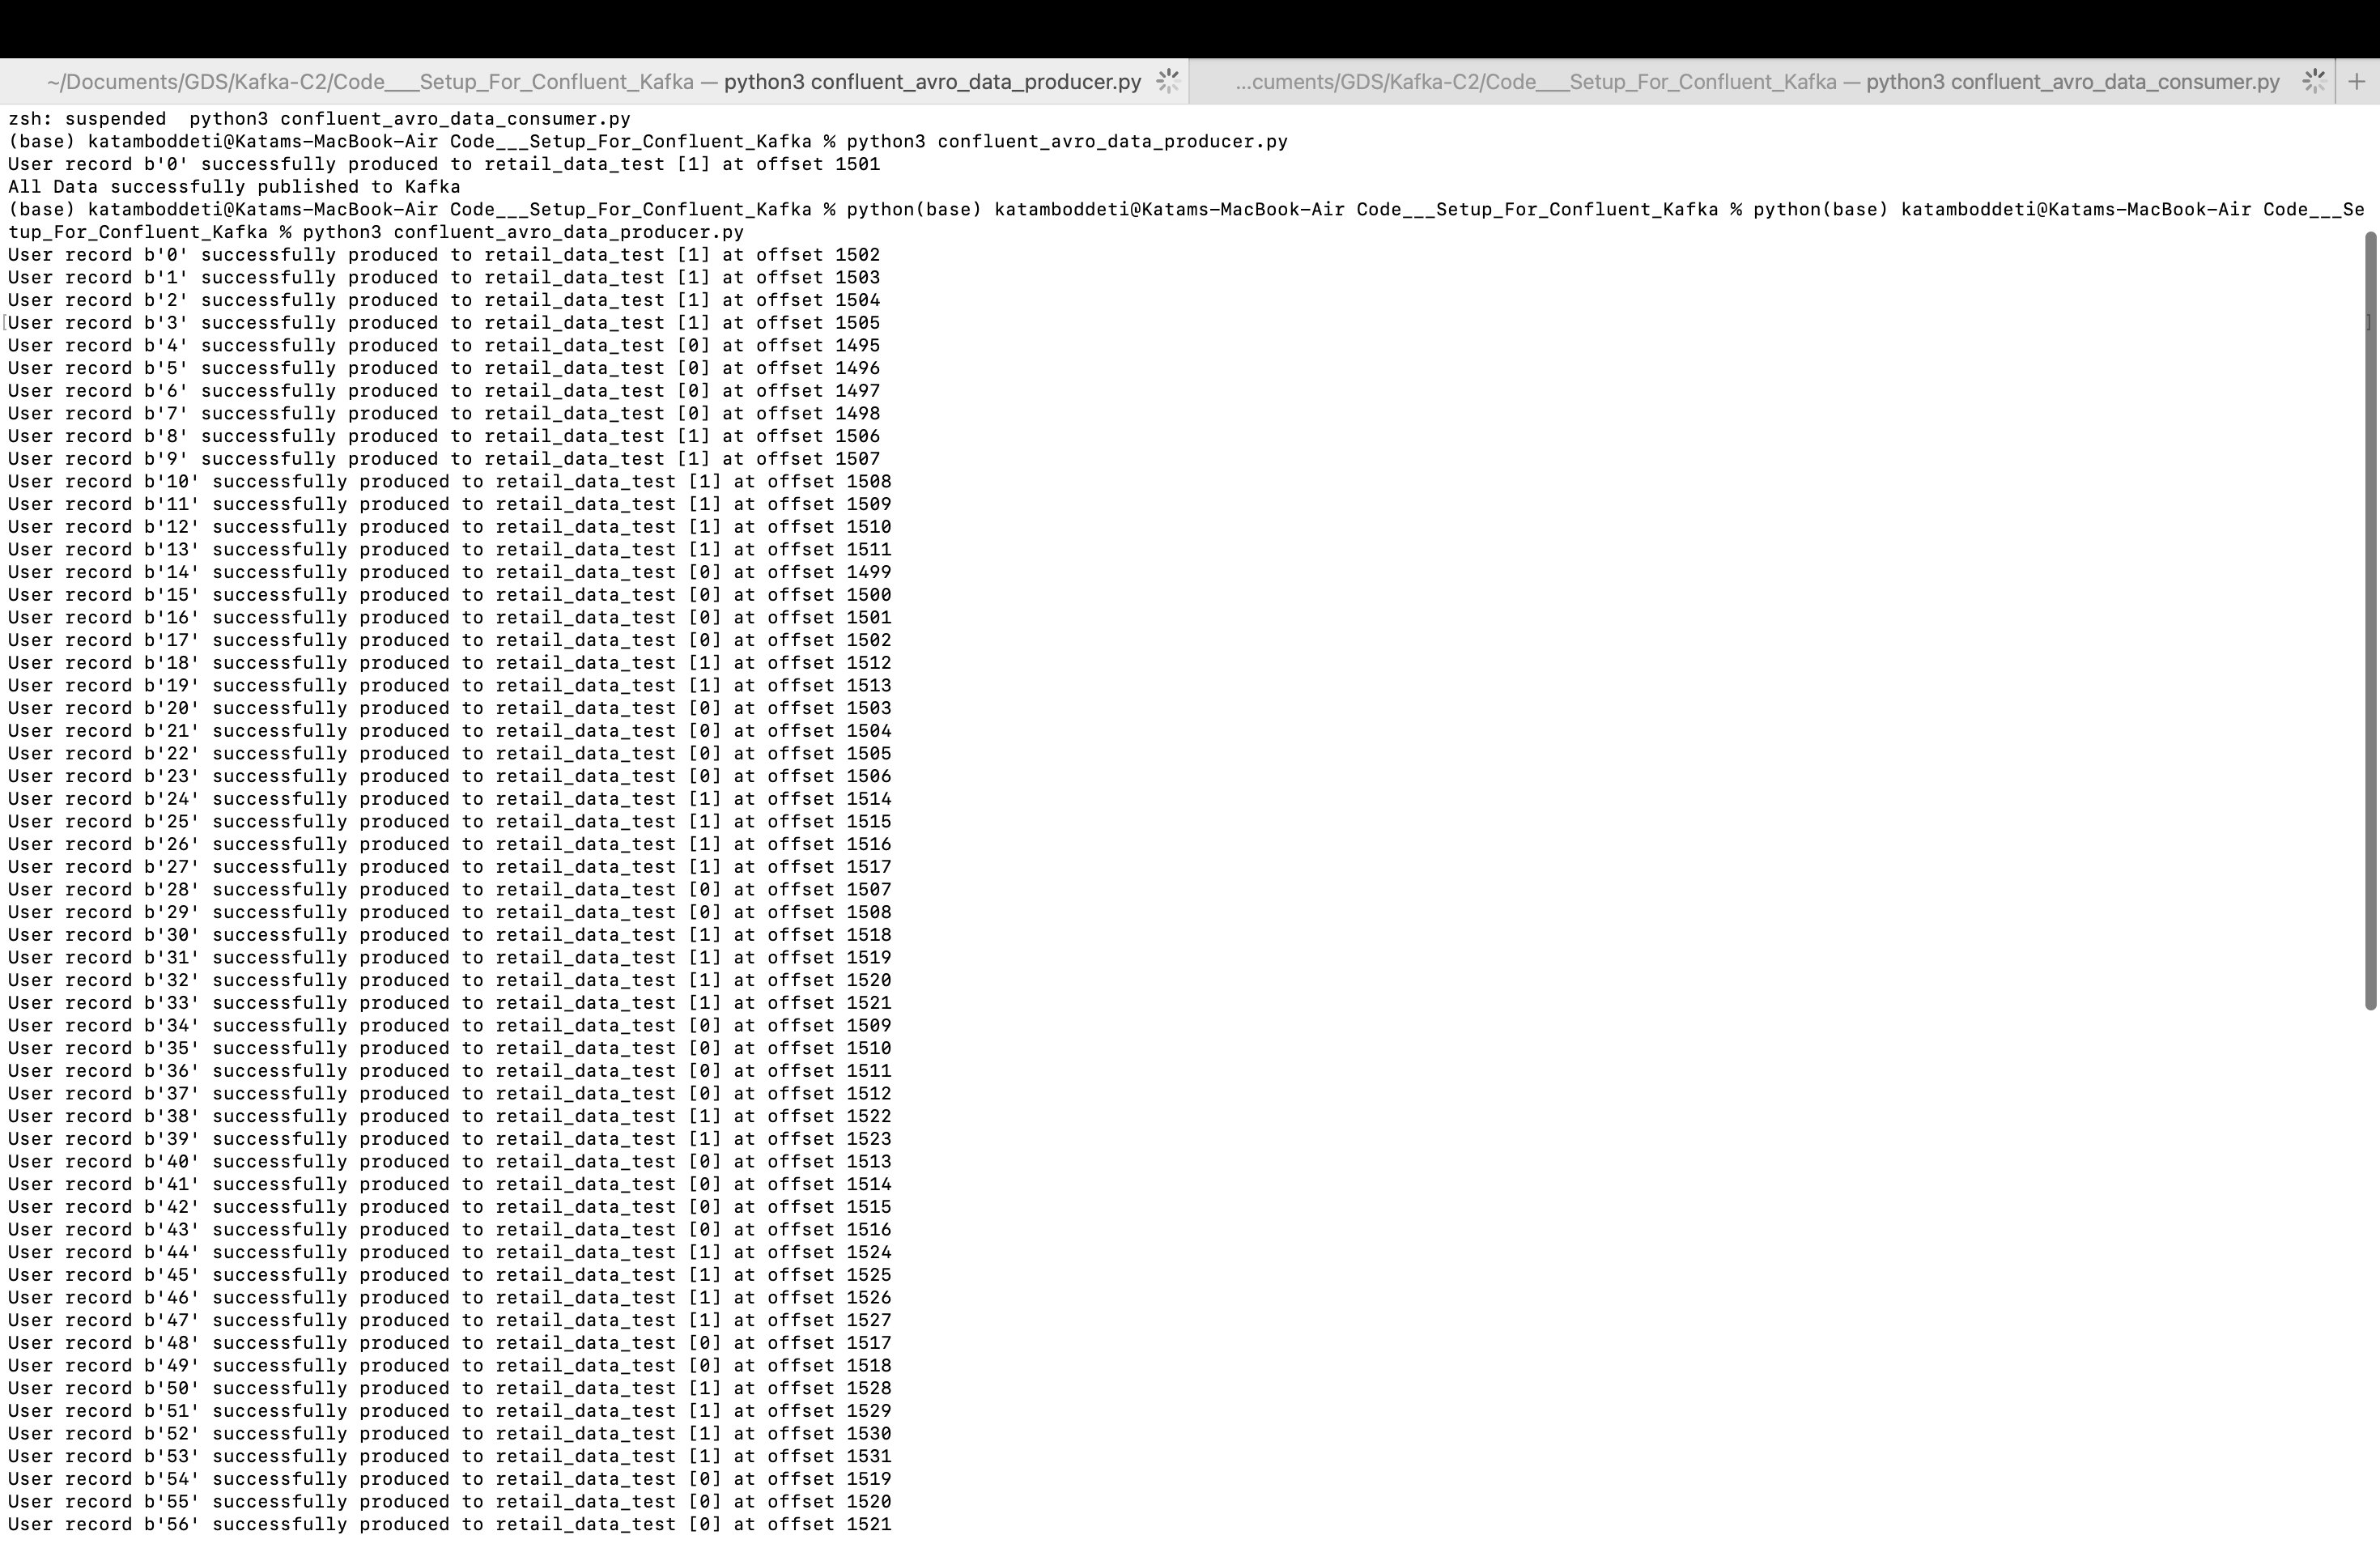 ~/Documents/GDS/Kafka-C2/Code___Setup_For_Confluent_Kafka — python3 confluent_avro_data_producer.py
...cuments/GDS/Kafka-C2/Code___Setup_For_Confluent_Kafka — python3 confluent_avro_data_consumer.py
+
zsh: suspended  python3 confluent_avro_data_consumer.py
(base) katamboddeti@Katams-MacBook-Air Code___Setup_For_Confluent_Kafka % python3 confluent_avro_data_producer.py
User record b'0' successfully produced to retail_data_test [1] at offset 1501
All Data successfully published to Kafka
(base) katamboddeti@Katams-MacBook-Air Code___Setup_For_Confluent_Kafka % python(base) katamboddeti@Katams-MacBook-Air Code___Setup_For_Confluent_Kafka % python(base) katamboddeti@Katams-MacBook-Air Code___Se
tup_For_Confluent_Kafka % python3 confluent_avro_data_producer.py
User record b'0' successfully produced to retail_data_test [1] at offset 1502
User record b'1' successfully produced to retail_data_test [1] at offset 1503
User record b'2' successfully produced to retail_data_test [1] at offset 1504
[User record b'3' successfully produced to retail_data_test [1] at offset 1505 ]
User record b'4' successfully produced to retail_data_test [0] at offset 1495
User record b'5' successfully produced to retail_data_test [0] at offset 1496
User record b'6' successfully produced to retail_data_test [0] at offset 1497
User record b'7' successfully produced to retail_data_test [0] at offset 1498
User record b'8' successfully produced to retail_data_test [1] at offset 1506
User record b'9' successfully produced to retail_data_test [1] at offset 1507
User record b'10' successfully produced to retail_data_test [1] at offset 1508
User record b'11' successfully produced to retail_data_test [1] at offset 1509
User record b'12' successfully produced to retail_data_test [1] at offset 1510
User record b'13' successfully produced to retail_data_test [1] at offset 1511
User record b'14' successfully produced to retail_data_test [0] at offset 1499
User record b'15' successfully produced to retail_data_test [0] at offset 1500
User record b'16' successfully produced to retail_data_test [0] at offset 1501
User record b'17' successfully produced to retail_data_test [0] at offset 1502
User record b'18' successfully produced to retail_data_test [1] at offset 1512
User record b'19' successfully produced to retail_data_test [1] at offset 1513
User record b'20' successfully produced to retail_data_test [0] at offset 1503
User record b'21' successfully produced to retail_data_test [0] at offset 1504
User record b'22' successfully produced to retail_data_test [0] at offset 1505
User record b'23' successfully produced to retail_data_test [0] at offset 1506
User record b'24' successfully produced to retail_data_test [1] at offset 1514
User record b'25' successfully produced to retail_data_test [1] at offset 1515
User record b'26' successfully produced to retail_data_test [1] at offset 1516
User record b'27' successfully produced to retail_data_test [1] at offset 1517
User record b'28' successfully produced to retail_data_test [0] at offset 1507
User record b'29' successfully produced to retail_data_test [0] at offset 1508
User record b'30' successfully produced to retail_data_test [1] at offset 1518
User record b'31' successfully produced to retail_data_test [1] at offset 1519
User record b'32' successfully produced to retail_data_test [1] at offset 1520
User record b'33' successfully produced to retail_data_test [1] at offset 1521
User record b'34' successfully produced to retail_data_test [0] at offset 1509
User record b'35' successfully produced to retail_data_test [0] at offset 1510
User record b'36' successfully produced to retail_data_test [0] at offset 1511
User record b'37' successfully produced to retail_data_test [0] at offset 1512
User record b'38' successfully produced to retail_data_test [1] at offset 1522
User record b'39' successfully produced to retail_data_test [1] at offset 1523
User record b'40' successfully produced to retail_data_test [0] at offset 1513
User record b'41' successfully produced to retail_data_test [0] at offset 1514
User record b'42' successfully produced to retail_data_test [0] at offset 1515
User record b'43' successfully produced to retail_data_test [0] at offset 1516
User record b'44' successfully produced to retail_data_test [1] at offset 1524
User record b'45' successfully produced to retail_data_test [1] at offset 1525
User record b'46' successfully produced to retail_data_test [1] at offset 1526
User record b'47' successfully produced to retail_data_test [1] at offset 1527
User record b'48' successfully produced to retail_data_test [0] at offset 1517
User record b'49' successfully produced to retail_data_test [0] at offset 1518
User record b'50' successfully produced to retail_data_test [1] at offset 1528
User record b'51' successfully produced to retail_data_test [1] at offset 1529
User record b'52' successfully produced to retail_data_test [1] at offset 1530
User record b'53' successfully produced to retail_data_test [1] at offset 1531
User record b'54' successfully produced to retail_data_test [0] at offset 1519
User record b'55' successfully produced to retail_data_test [0] at offset 1520
User record b'56' successfully produced to retail_data_test [0] at offset 1521